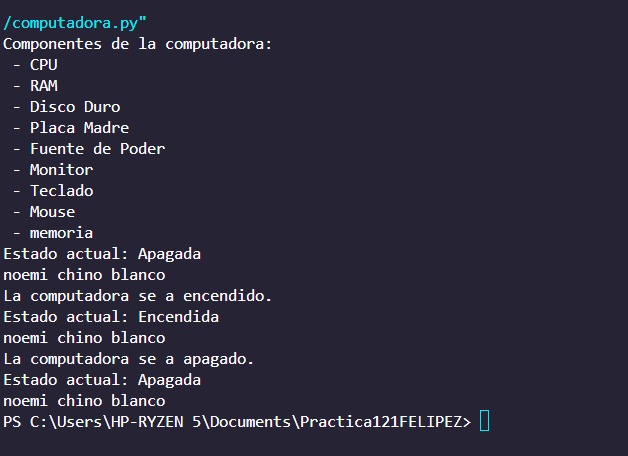 /computadora.py"
Componentes de la computadora:
- CPU
- RAM
- Disco Duro
- Placa Madre
- Fuente de Poder
- Monitor
- Teclado
- Mouse
- memoria
Estado actual: Apagada
noemi chino blanco
La computadora se a encendido.
Estado actual: Encendida
noemi chino blanco
La computadora se a apagado.
Estado actual: Apagada
noemi chino blanco
PS C:\Users\HP-RYZEN 5\Documents\Practica121FELIPEZ>